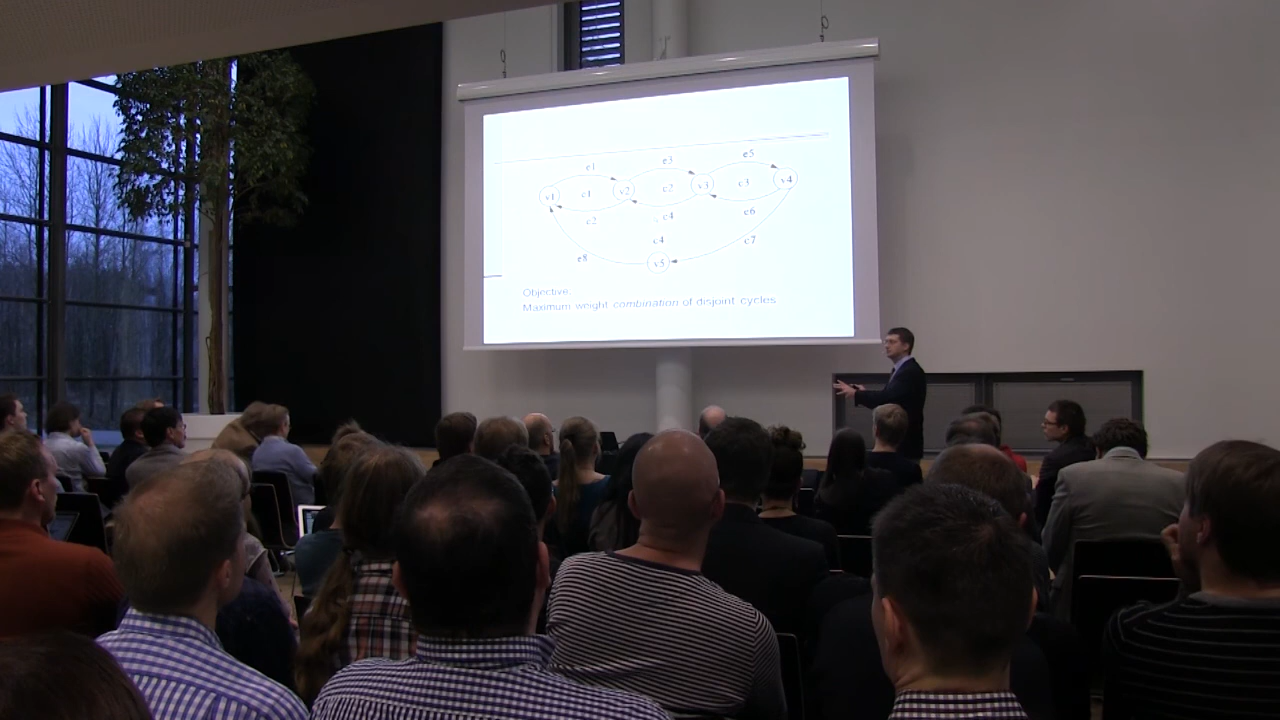 e1
e3
e5
v1
c1
v2
c2
v3
c3
v4
e2
e4
e6
c4
e7
e8
v5
Objective:
Maximum weight combination of disjoint cycles